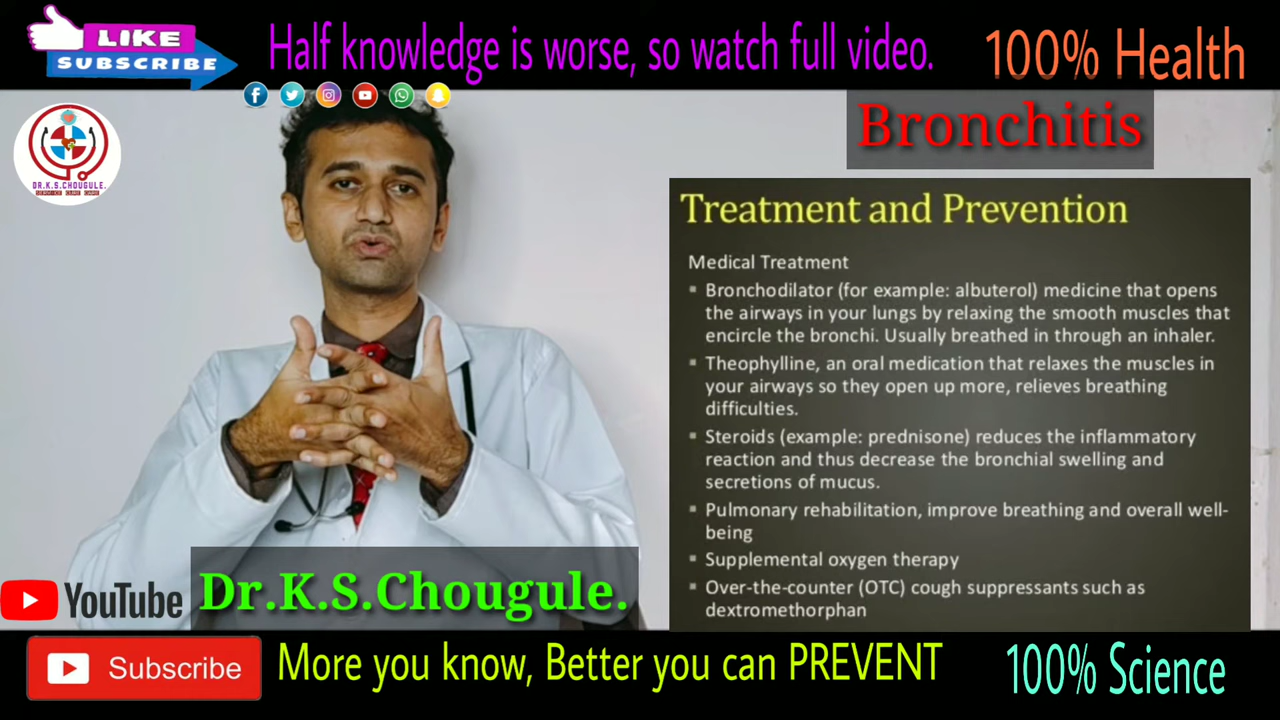 LIKE
SUBSCRIBE
Half knowledge is worse, so watch full video.
100% Health
DR.K.S.CHOUGULE.
Bronchitis
Treatment and Prevention
Medical Treatment
▪ Bronchodilator (for example: albuterol) medicine that opens
the airways in your lungs by relaxing the smooth muscles that
encircle the bronchi. Usually breathed in through an inhaler.
▪ Theophylline, an oral medication that relaxes the muscles in
your airways so they open up more, relieves breathing
difficulties.
▪ Steroids (example: prednisone) reduces the inflammatory
reaction and thus decrease the bronchial swelling and
secretions of mucus.
▪ Pulmonary rehabilitation, improve breathing and overall well-
being
▪ Supplemental oxygen therapy
▪ Over-the-counter (OTC) cough suppressants such as
dextromethorphan
YouTube
Dr.K.S.Chougule.
Subscribe
More you know, Better you can PREVENT
100% Science